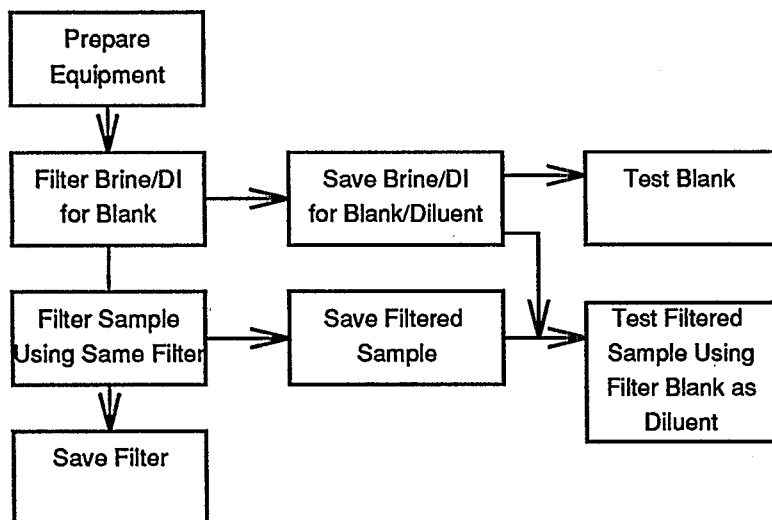 Prepare
Equipment
Filter Brine/DI
for Blank
Save Brine/DI
for Blank/Diluent
Test Blank
Filter Sample
Using Same Filter
Save Filtered
Sample
Test Filtered
Sample Using
Filter Blank as
Diluent
Save Filter